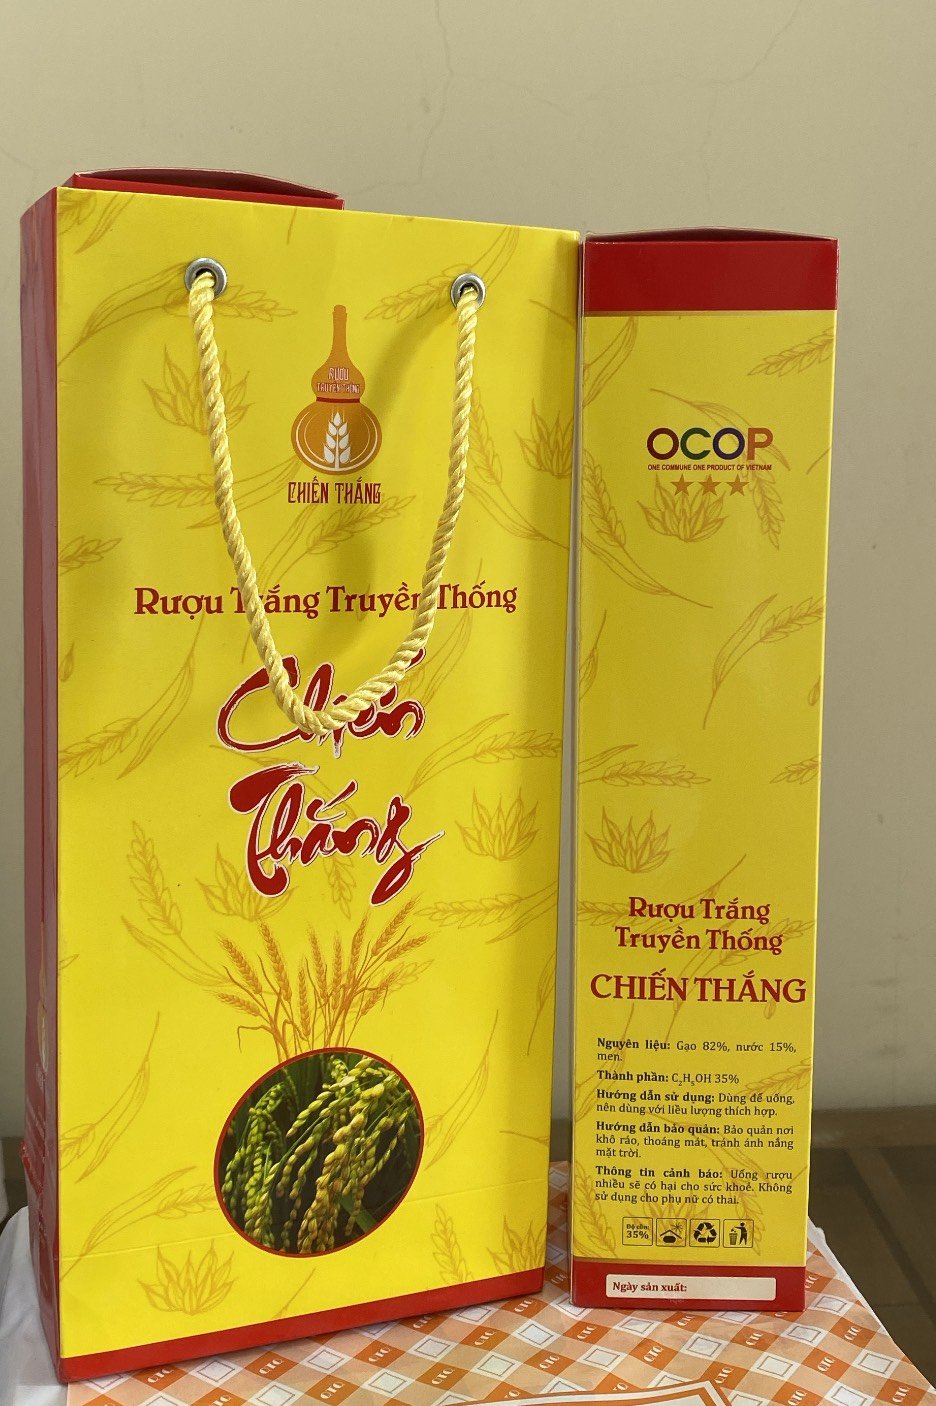 RƯỢU
TRUYỀN THỐNG
CHIẾN THẮNG
Rượu Trắng Truyền Thống
Chiến
Thắng
OCOP
ONE COMMUNE ONE PRODUCT OF VIETNAM
Rượu Trắng
Truyền Thống
CHIẾN THẮNG
Nguyên liệu: Gạo 82%, nước 15%,
men.
Thành phần: C₂H₅OH 35%
Hướng dẫn sử dụng: Dùng để uống,
nên dùng với liều lượng thích hợp.
Hướng dẫn bảo quản: Bảo quản nơi
khô ráo, thoáng mát, tránh ánh nắng
mặt trời.
Thông tin cảnh báo: Uống rượu
nhiều sẽ có hại cho sức khoẻ. Không
sử dụng cho phụ nữ có thai.
Độ cồn:
35%
Ngày sản xuất: